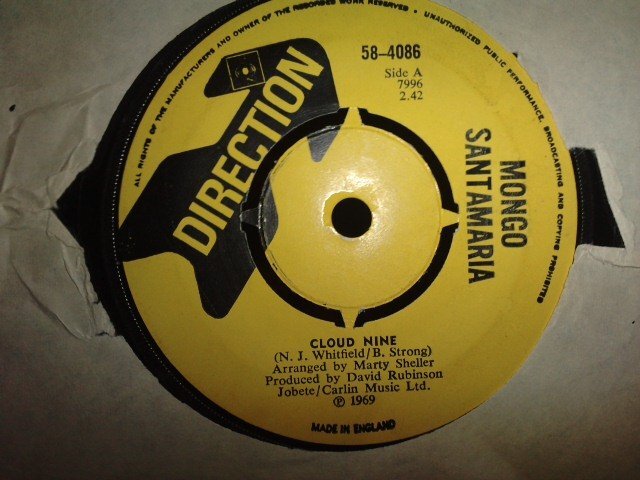 ALL RIGHTS OF THE MANUFACTURERS AND OWNER OF THE RECORDED WORK RESERVED • UNAUTHORIZED PUBLIC PERFORMANCE, BROADCASTING AND COPYING PROHIBITED
DIRECTION
58-4086
Side A
7996
2.42
MONGO
SANTAMARIA
CLOUD NINE
(N. J. Whitfield/B. Strong)
Arranged by Marty Sheller
Produced by David Rubinson
Jobete/Carlin Music Ltd.
℗ 1969
MADE IN ENGLAND